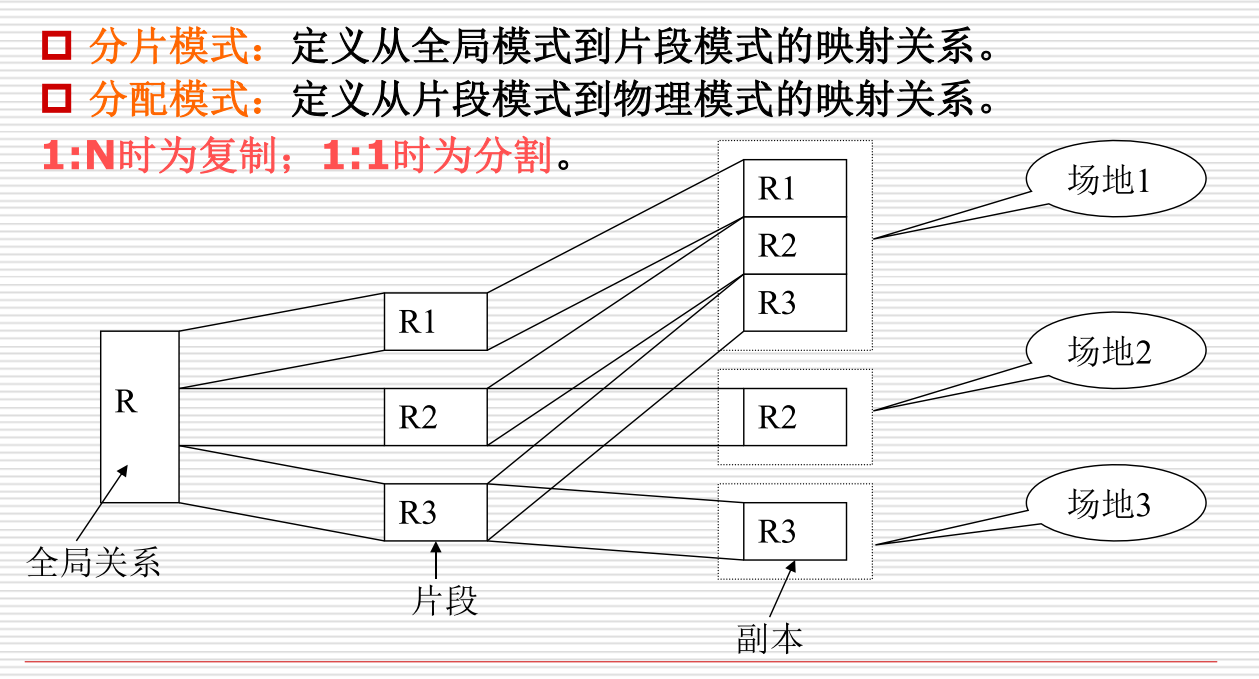 分片模式：定义从全局模式到片段模式的映射关系。
分配模式：定义从片段模式到物理模式的映射关系。
1:N时为复制；1:1时为分割。
R1
场地1
R2
R3
R1
场地2
R
R2
R2
场地3
R3
R3
全局关系
片段
副本